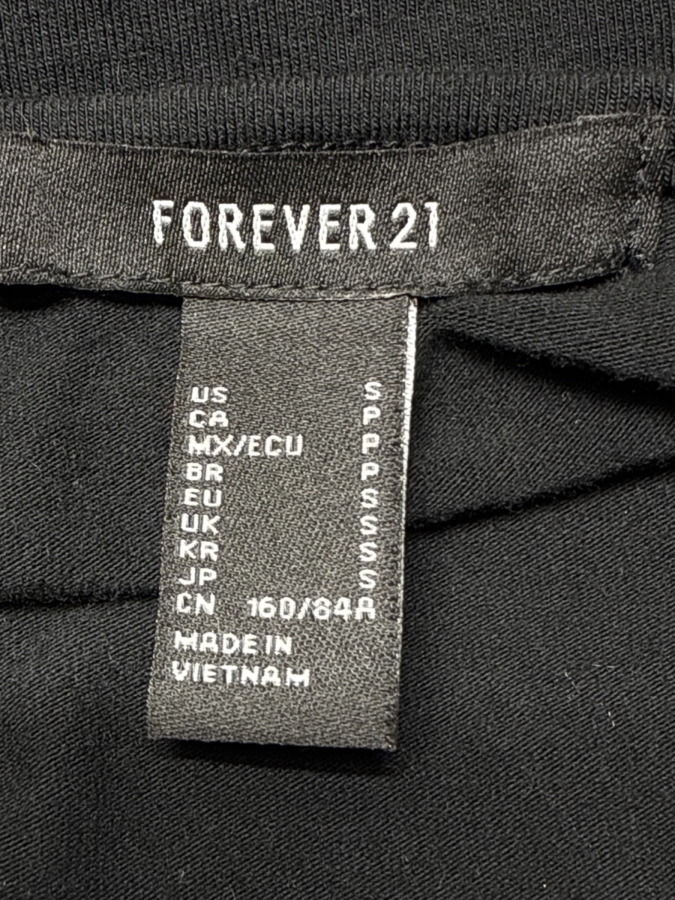 FOREVER 21
US S
CA P
MX/ECU P
BR P
EU S
UK S
KR S
JP S
CN 160/84A
MADE IN
VIETNAM